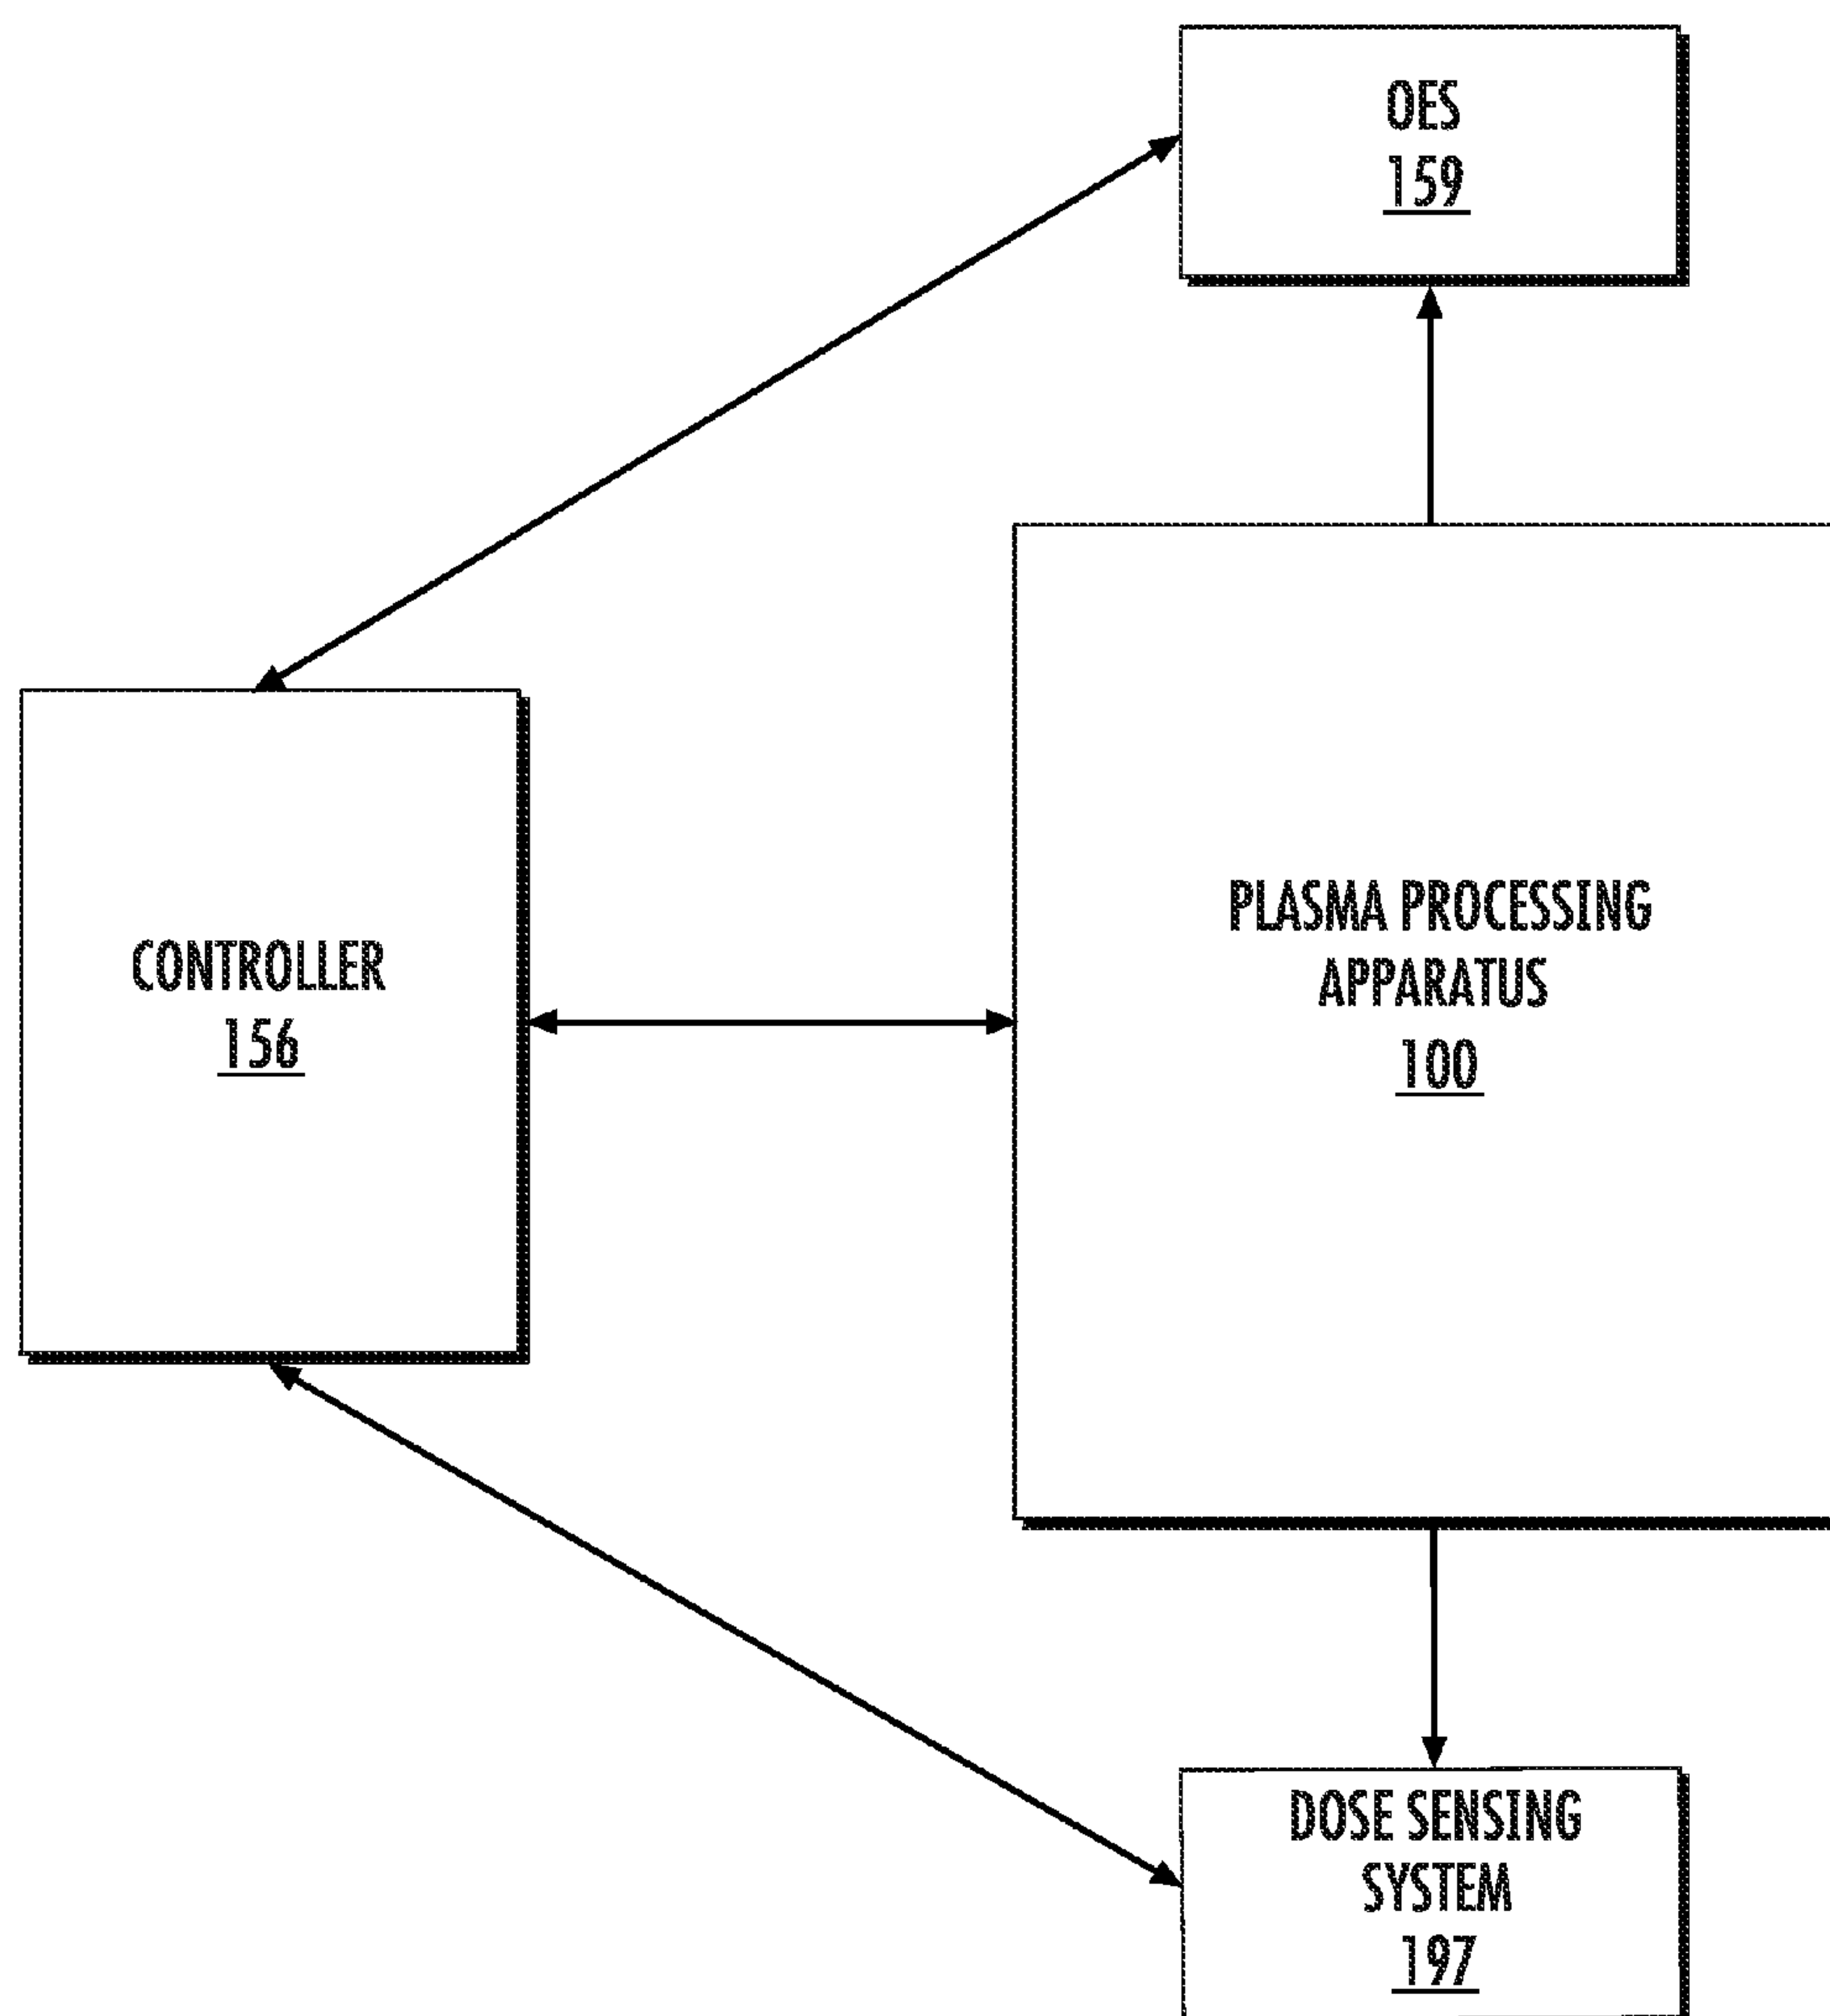 OES
159
CONTROLLER
156
PLASMA PROCESSING
APPARATUS
100
DOSE SENSING
SYSTEM
197